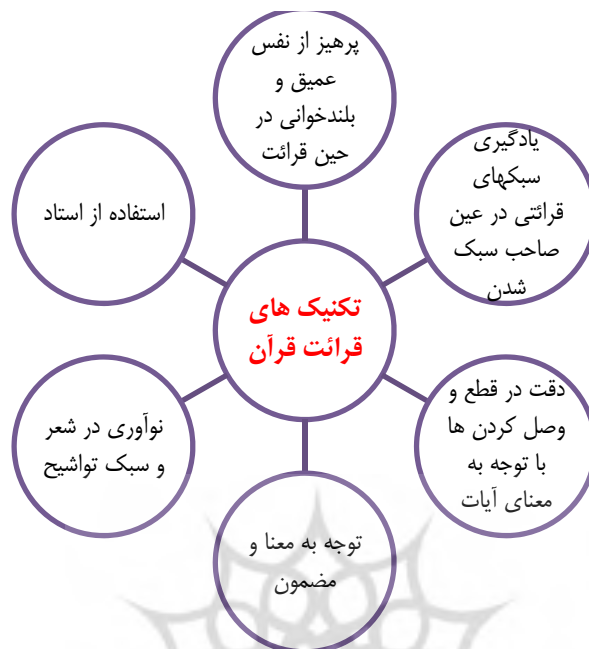 پرهیز از نفس
عمیق و
بلندخوانی در
حین قرائت
یادگیری
سبکهای
قرائتی در عین
صاحب سبک
شدن
دقت در قطع و
وصل کردن ها
با توجه به
معنای آیات
توجه به معنا و
مضمون
نوآوری در شعر
و سبک تواشیح
استفاده از استاد
تکنیک های
قرائت قرآن